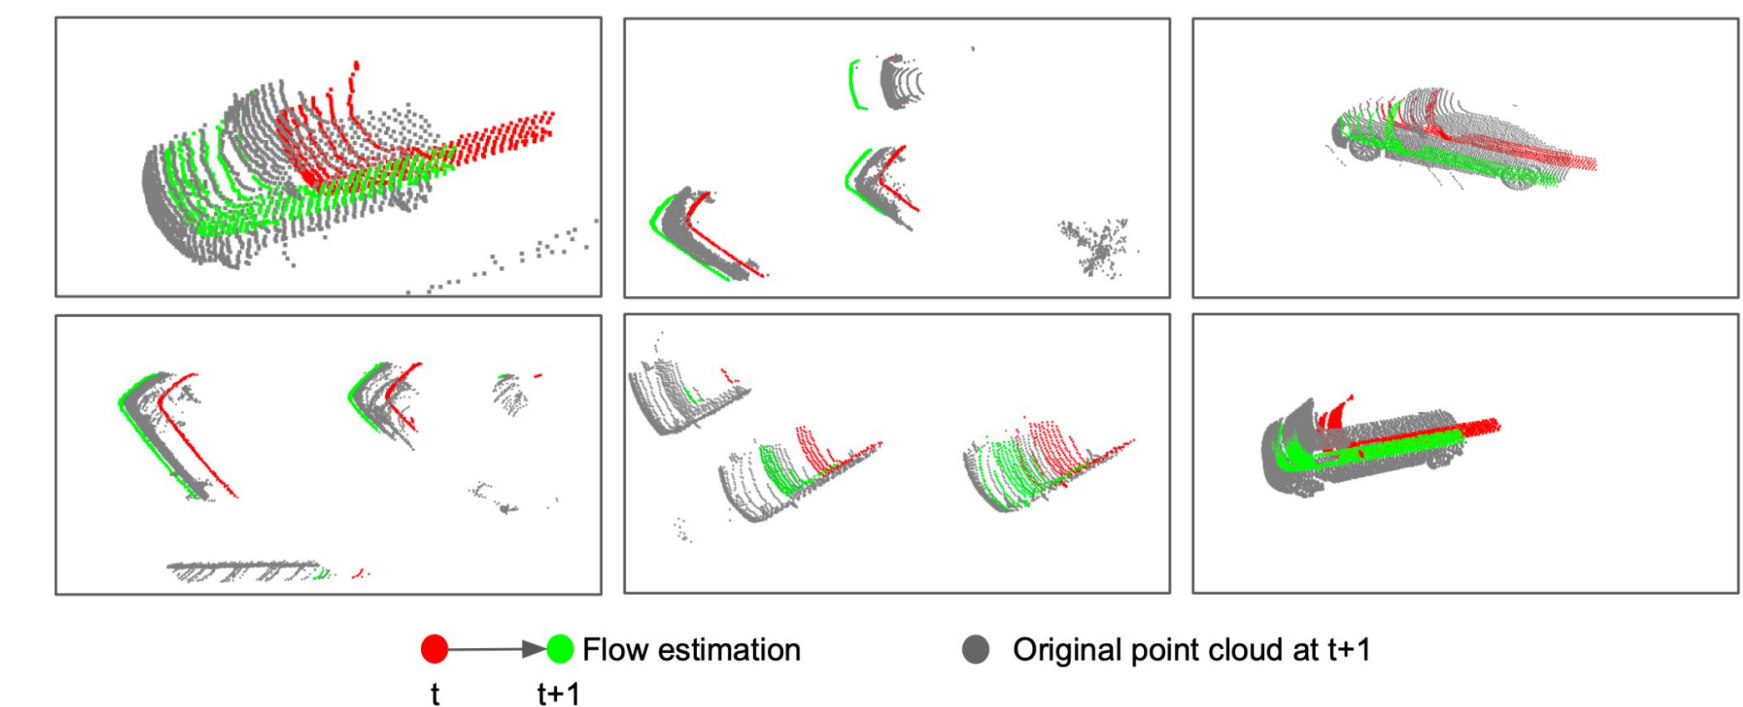 Flow estimation
Original point cloud at t+1
t
t+1